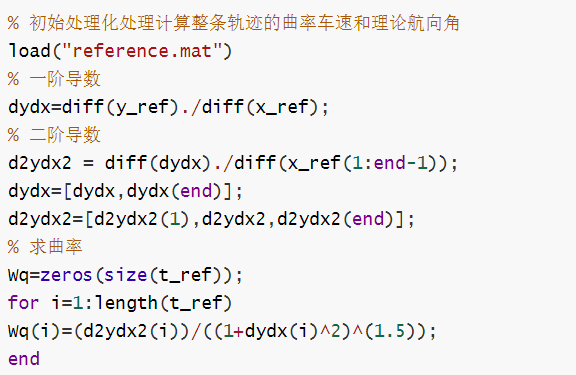 % 初始处理化处理计算整条轨迹的曲率车速和理论航向角
load("reference.mat")
% 一阶导数
dydx=diff(y_ref)./diff(x_ref);
% 二阶导数
d2ydx2 = diff(dydx)./diff(x_ref(1:end-1));
dydx=[dydx,dydx(end)];
d2ydx2=[d2ydx2(1),d2ydx2,d2ydx2(end)];
% 求曲率
Wq=zeros(size(t_ref));
for i=1:length(t_ref)
Wq(i)=(d2ydx2(i))/((1+dydx(i)^2)^(1.5));
end